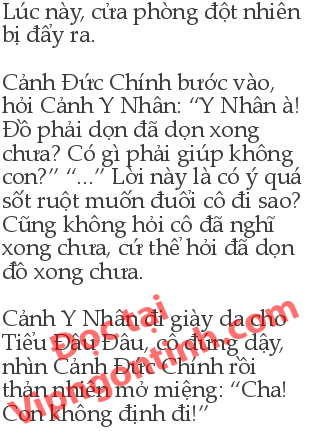 Lúc này, cửa phòng đột nhiên
bị đẩy ra.
Cảnh Đức Chính bước vào,
hỏi Cảnh Y Nhân: “Y Nhân à!
Đồ phải dọn đã dọn xong
chưa? Có gì phải giúp không
con?” “...” Lời này là có ý quá
sốt ruột muốn đuổi cô đi sao?
Cũng không hỏi cô đã nghĩ
xong chưa, cứ thể hỏi đã dọn
đồ xong chưa.
Cảnh Y Nhân đi giày da cho
Tiểu Đậu Đâu, cô đứng dậy,
nhìn Cảnh Đức Chính rồi
thản nhiên mở miệng: “Cha!
Con không định đi!”
Đọc tại
Vipngontinh.com